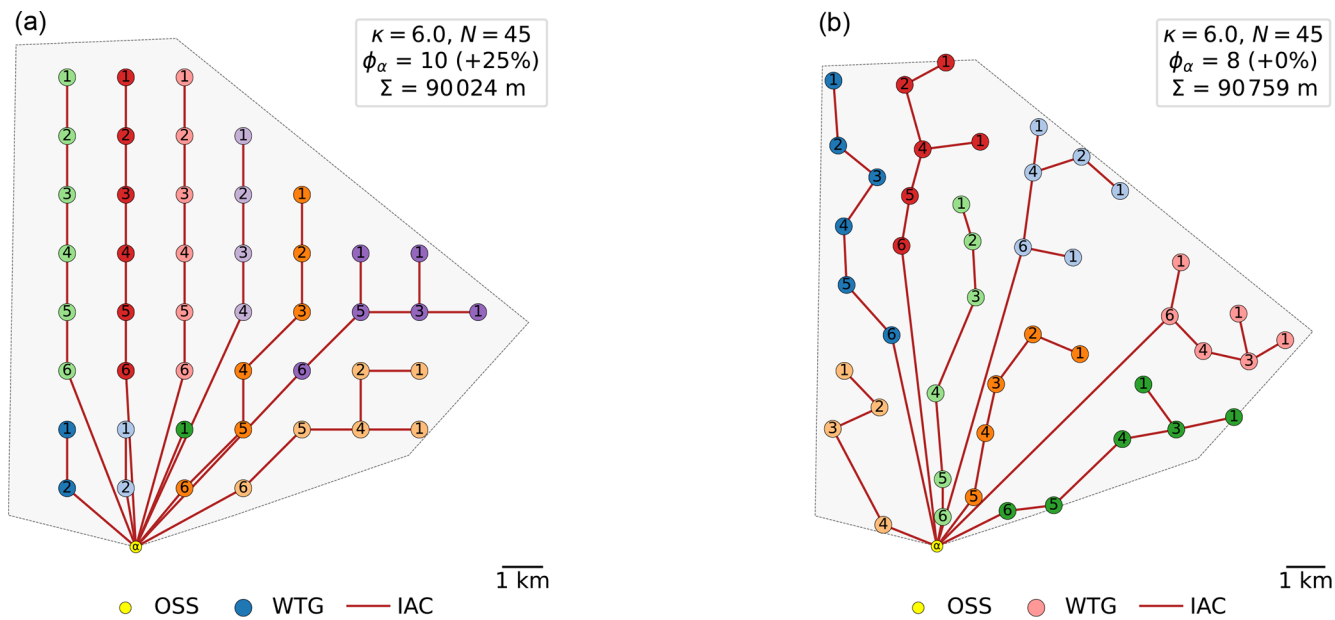 (a)
κ = 6.0, N = 45
ϕα = 10 (+25%)
Σ = 90 024 m
1 1 1
2 2 2 1
3 3 3 2 1
4 4 4 3 2 1 1
5 5 5 4 3 5 3 1
6 6 6 4 6 2 1
1 1 1 5 5 4 1
2 2 6 6
α
1 km
OSS WTG IAC
(b)
κ = 6.0, N = 45
ϕα = 8 (+0%)
Σ = 90 759 m
1
1 2
1
2 4 1 2
3 4
5 1
1
4
6 2 6
1 1
5 3
6 1
6 2 1
1 4 3
1 3 1
4
2 1
3 4 4 3
5 5
6 5
4 6
α
1 km
OSS WTG IAC